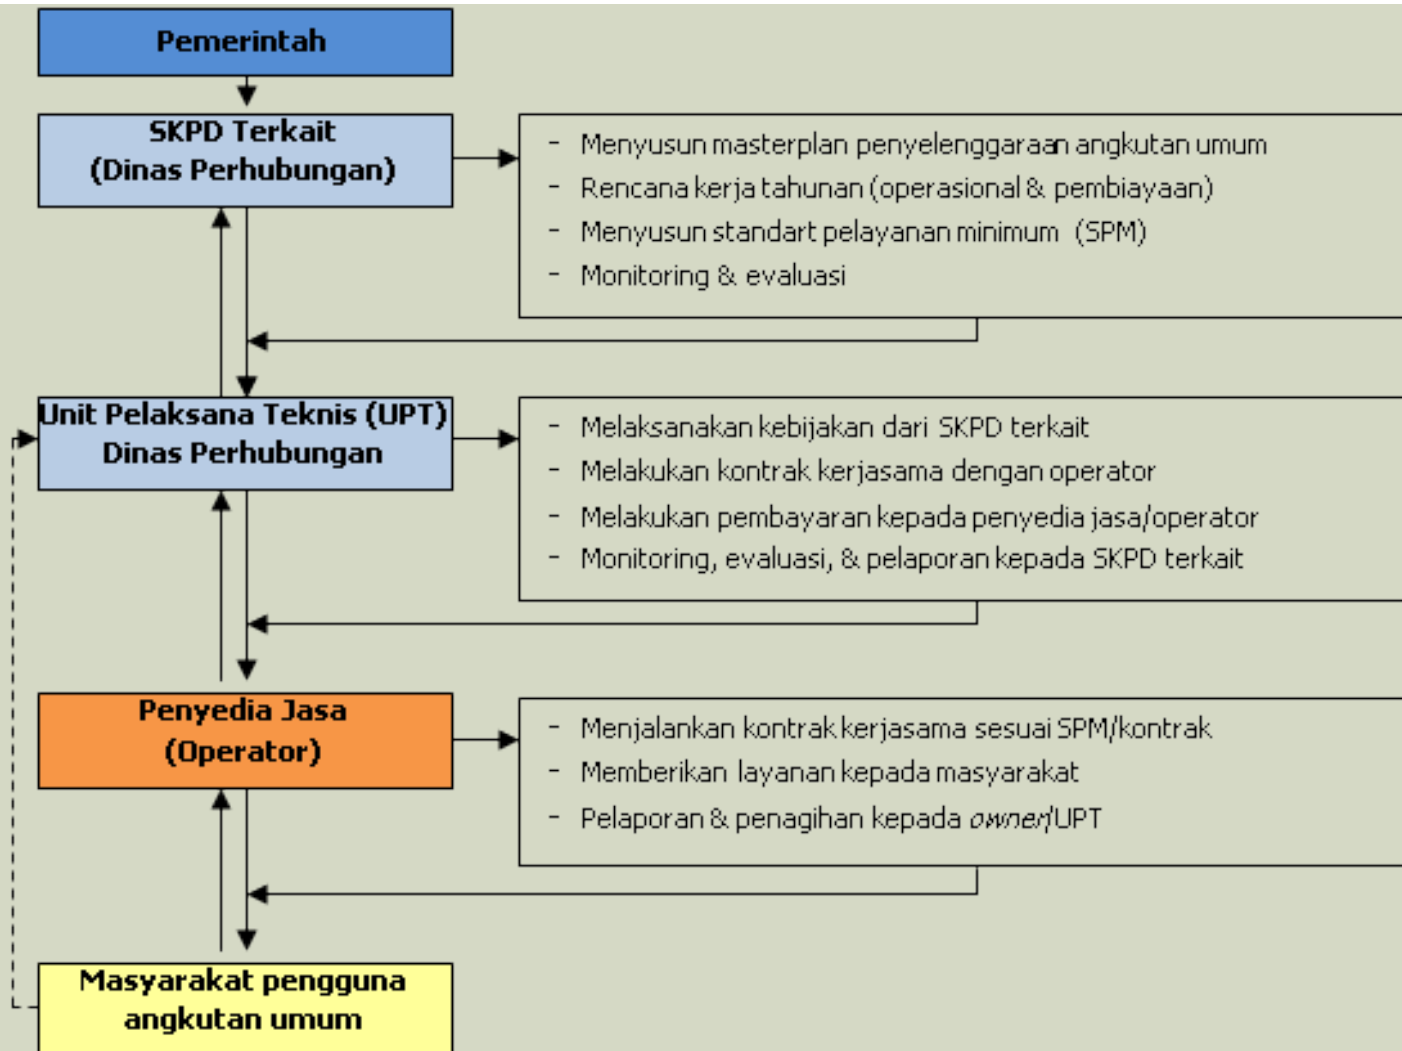 Pemerintah
SKPD Terkait
(Dinas Perhubungan)
- Menyusun masterplan penyelenggaraan angkutan umum
- Rencana kerja tahunan (operasional & pembiayaan)
- Menyusun standart pelayanan minimum (SPM)
- Monitoring & evaluasi
Unit Pelaksana Teknis (UPT)
Dinas Perhubungan
- Melaksanakan kebijakan dari SKPD terkait
- Melakukan kontrak kerjasama dengan operator
- Melakukan pembayaran kepada penyedia jasa/operator
- Monitoring, evaluasi, & pelaporan kepada SKPD terkait
Penyedia Jasa
(Operator)
- Menjalankan kontrak kerjasama sesuai SPM/kontrak
- Memberikan layanan kepada masyarakat
- Pelaporan & penagihan kepada owner/UPT
Masyarakat pengguna
angkutan umum